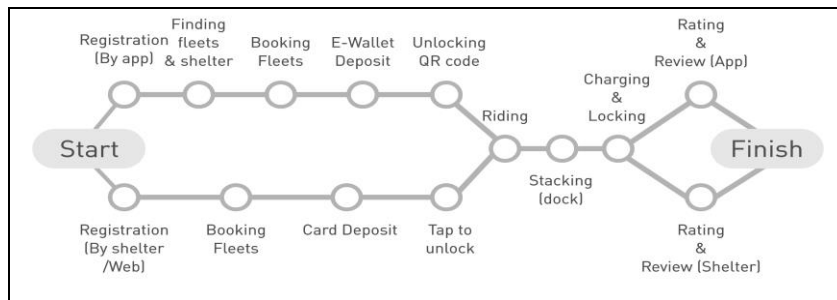 Registration
(By app)
Finding
fleets
& shelter
Booking
Fleets
E-Wallet
Deposit
Unlocking
QR code
Riding
Charging
&
Locking
Rating
&
Review (App)
Start
Finish
Stacking
(dock)
Registration
(By shelter
/Web)
Booking
Fleets
Card Deposit
Tap to
unlock
Rating
&
Review (Shelter)